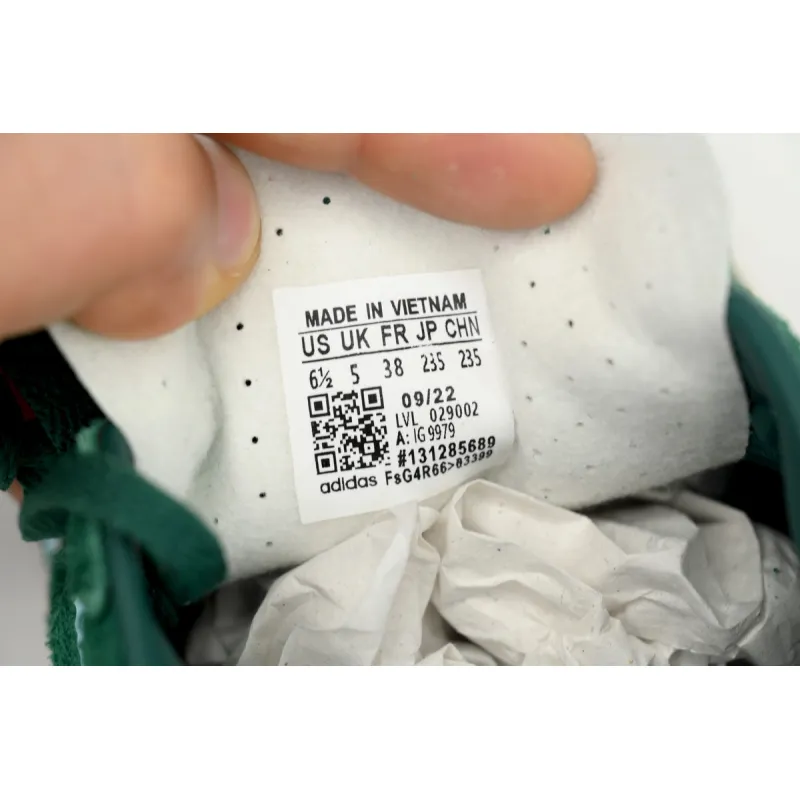 MADE IN VIETNAM
US UK FR JP CHN
6½ 5 38 235 235
09/22
LVL 029002
A: IG9979
#131285689
adidas FsG4R66>83399